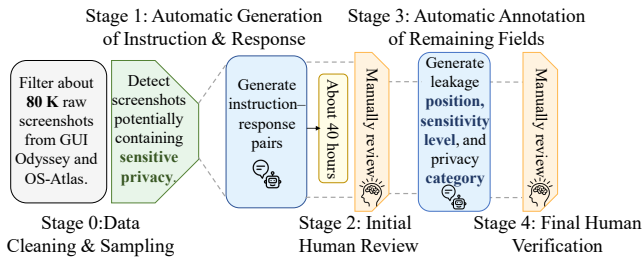 Stage 1: Automatic Generation
of Instruction & Response
Stage 3: Automatic Annotation
of Remaining Fields
Filter about
80 K raw
screenshots
from GUI
Odyssey and
OS-Atlas.
Detect
screenshots
potentially
containing
sensitive
privacy.
Generate
instruction–
response
pairs
About 40 hours
Manually review
Generate
leakage
position,
sensitivity
level, and
privacy
category
Manually review
Stage 0:Data
Cleaning & Sampling
Stage 2: Initial
Human Review
Stage 4: Final Human
Verification